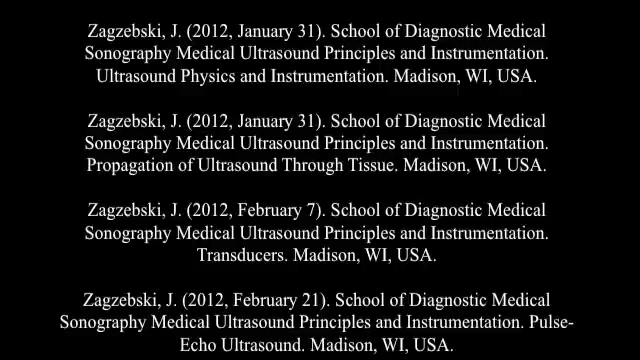 Zagzebski, J. (2012, January 31). School of Diagnostic Medical
Sonography Medical Ultrasound Principles and Instrumentation.
Ultrasound Physics and Instrumentation. Madison, WI, USA.
Zagzebski, J. (2012, January 31). School of Diagnostic Medical
Sonography Medical Ultrasound Principles and Instrumentation.
Propagation of Ultrasound Through Tissue. Madison, WI, USA.
Zagzebski, J. (2012, February 7). School of Diagnostic Medical
Sonography Medical Ultrasound Principles and Instrumentation.
Transducers. Madison, WI, USA.
Zagzebski, J. (2012, February 21). School of Diagnostic Medical
Sonography Medical Ultrasound Principles and Instrumentation. Pulse-
Echo Ultrasound. Madison, WI, USA.